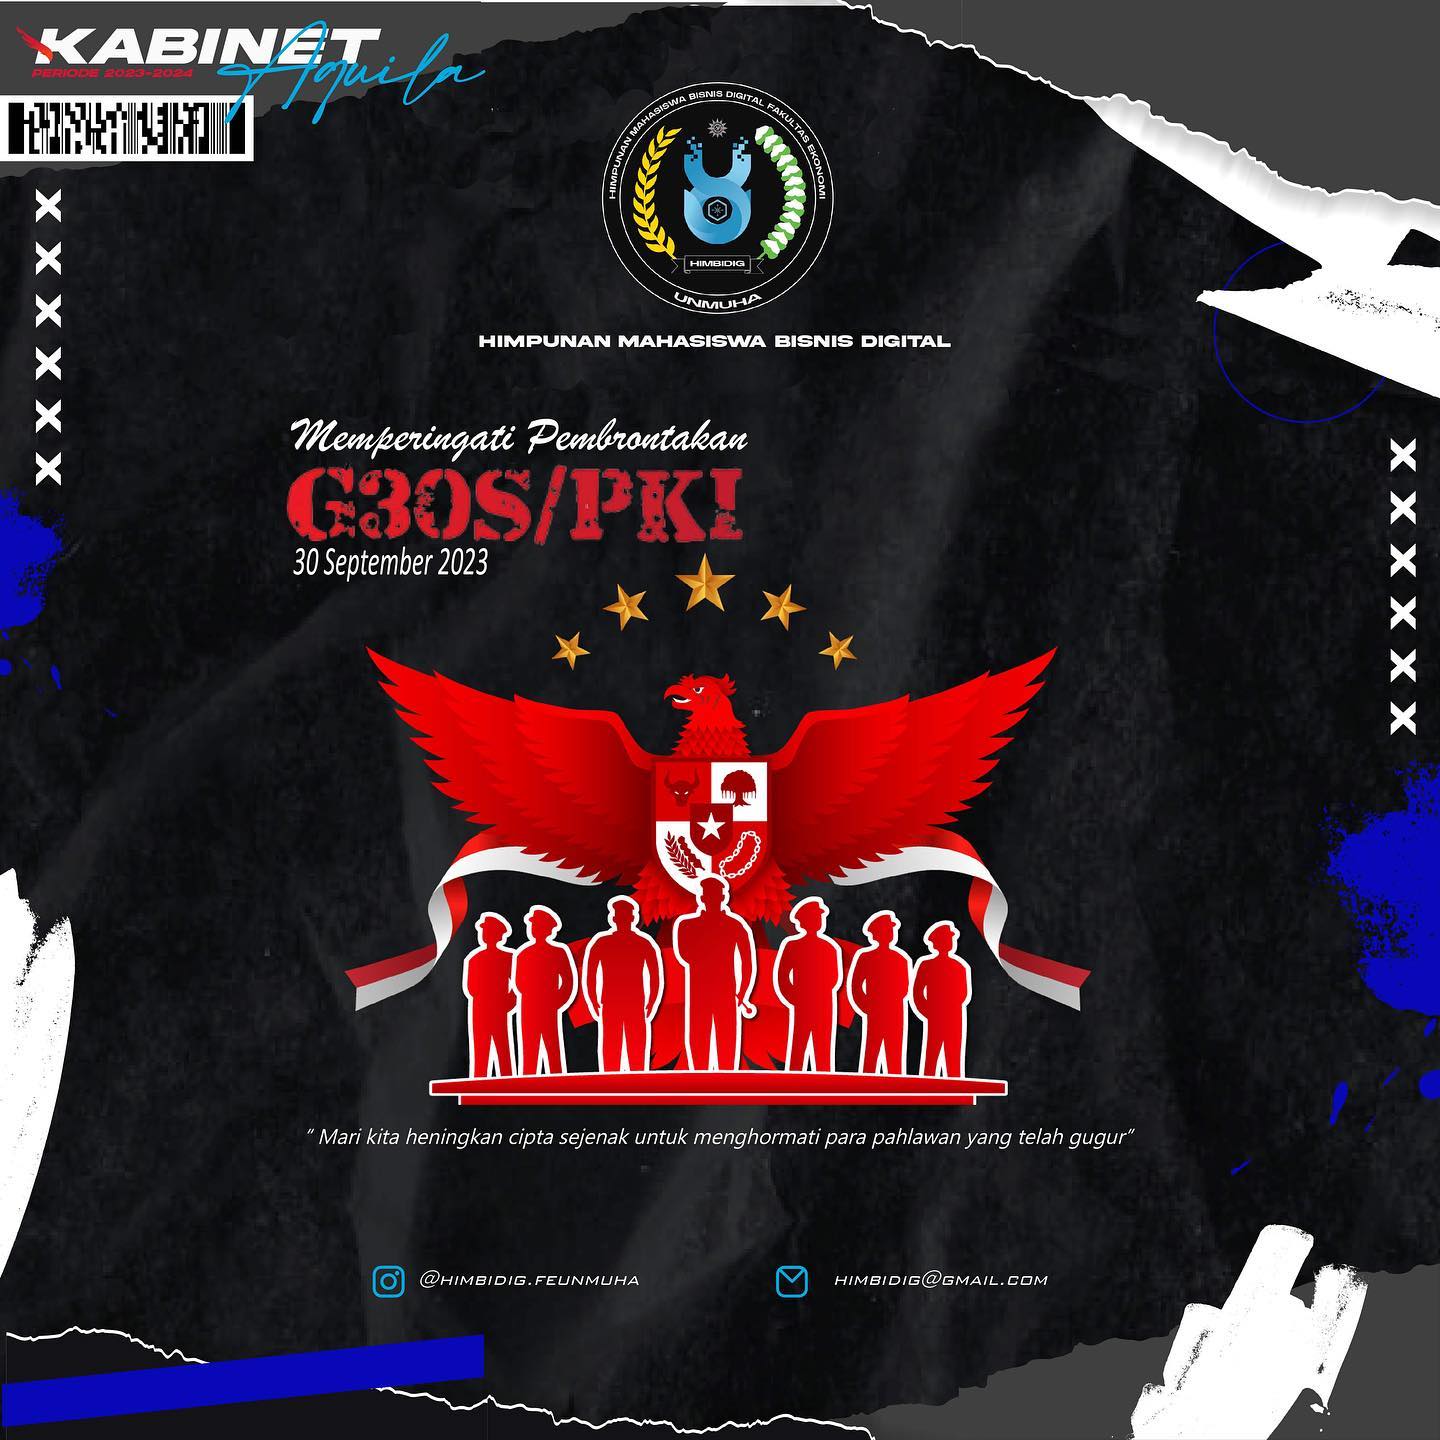 KABINET
Aquila
PERIODE 2023-2024
HIMPUNAN MAHASISWA BISNIS DIGITAL FAKULTAS EKONOMI
HIMBIDIG
UNMUHA
HIMPUNAN MAHASISWA BISNIS DIGITAL
Memperingati Pembrontakan
G30S/PKI
30 September 2023
" Mari kita heningkan cipta sejenak untuk menghormati para pahlawan yang telah gugur"
@HIMBIDIG.FEUNMUHA
HIMBIDIG@GMAIL.COM